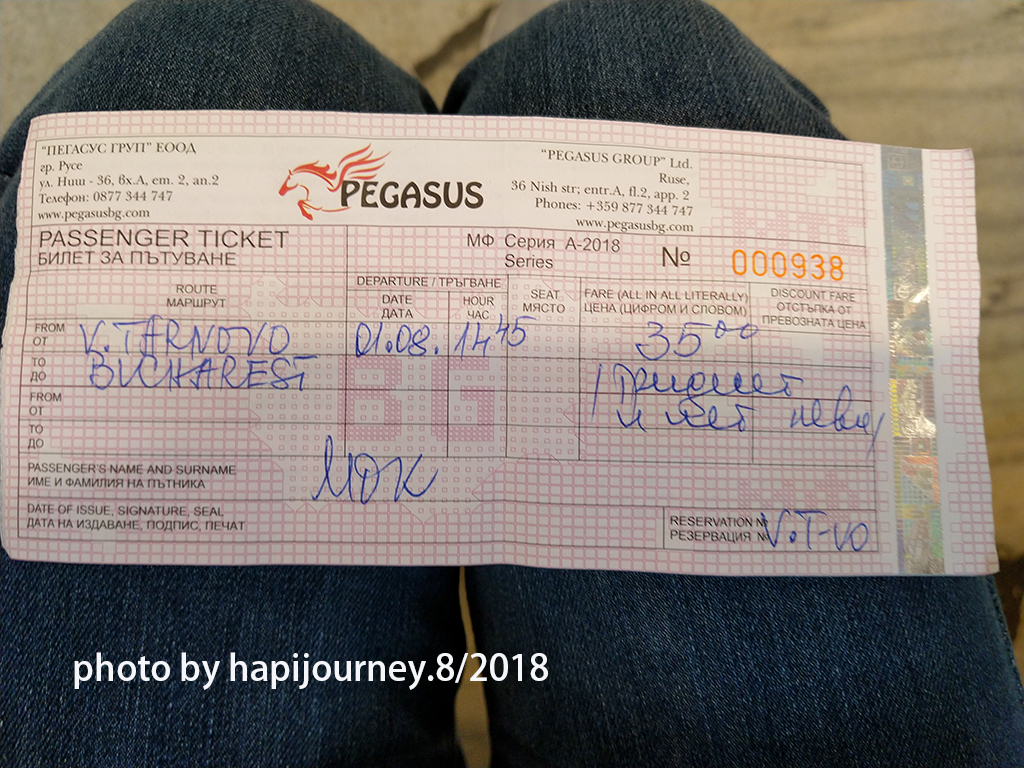 "ПЕГАСУС ГРУП" ЕООД
гр. Русе
ул. Ниш - 36, вх.А, ет. 2, ап.2
Телефон: 0877 344 747
www.pegasusbg.com
PEGASUS
"PEGASUS GROUP" Ltd.
Ruse,
36 Nish str; entr.A, fl.2, app. 2
Phones: +359 877 344 747
www.pegasusbg.com
PASSENGER TICKET
БИЛЕТ ЗА ПЪТУВАНЕ
МФ Серия А-2018
Series
№ 000938
ROUTE
МАРШРУТ
DEPARTURE / ТРЪГВАНЕ
DATE
ДАТА
HOUR
ЧАС
SEAT
МЯСТО
FARE (ALL IN ALL LITERALLY)
ЦЕНА (ЦИФРОМ И СЛОВОМ)
DISCOUNT FARE
ОТСТЪПКА ОТ
ПРЕВОЗНАТА ЦЕНА
FROM
ОТ
V. TARNOVO 01.08. 14 45 35 00
TO
ДО
BUCHAREST
/Тридесет
и пет лева/
FROM
ОТ
TO
ДО
PASSENGER'S NAME AND SURNAME
ИМЕ И ФАМИЛИЯ НА ПЪТНИКА
MOK
DATE OF ISSUE, SIGNATURE, SEAL
ДАТА НА ИЗДАВАНЕ, ПОДПИС, ПЕЧАТ
RESERVATION №
РЕЗЕРВАЦИЯ №
V.T-VO
BG
photo by hapijourney.8/2018